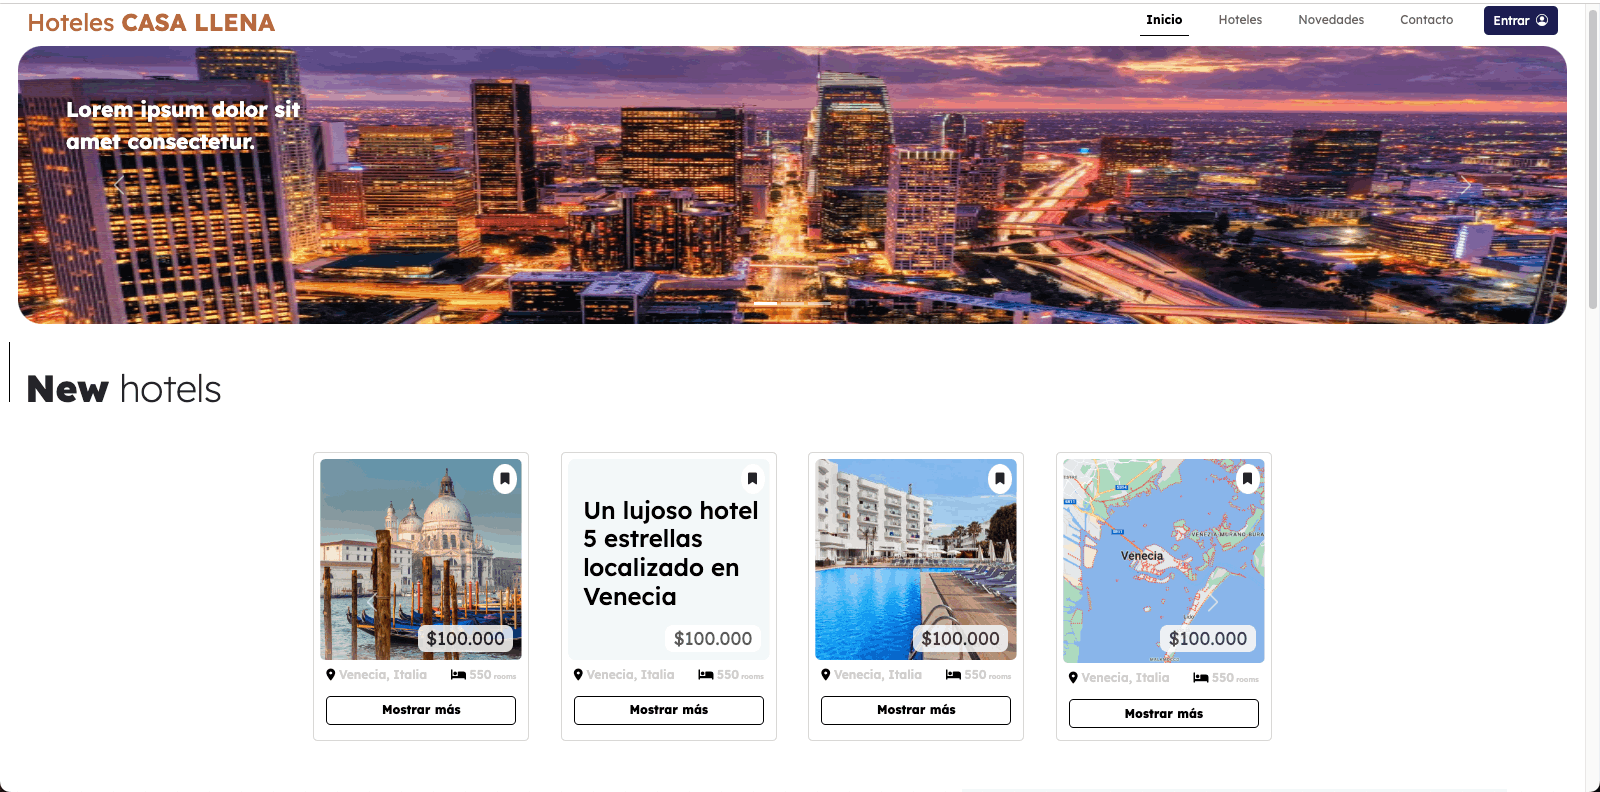 Hoteles CASA LLENA
Inicio
Hoteles
Novedades
Contacto
Entrar
Lorem ipsum dolor sit
amet consectetur.
New hotels
$100.000
Venecia, Italia
550 rooms
Mostrar más
Un lujoso hotel
5 estrellas
localizado en
Venecia
$100.000
Venecia, Italia
550 rooms
Mostrar más
$100.000
Venecia, Italia
550 rooms
Mostrar más
VENEZIA MURANO BURA
Venecia
$100.000
Venecia, Italia
550 rooms
Mostrar más